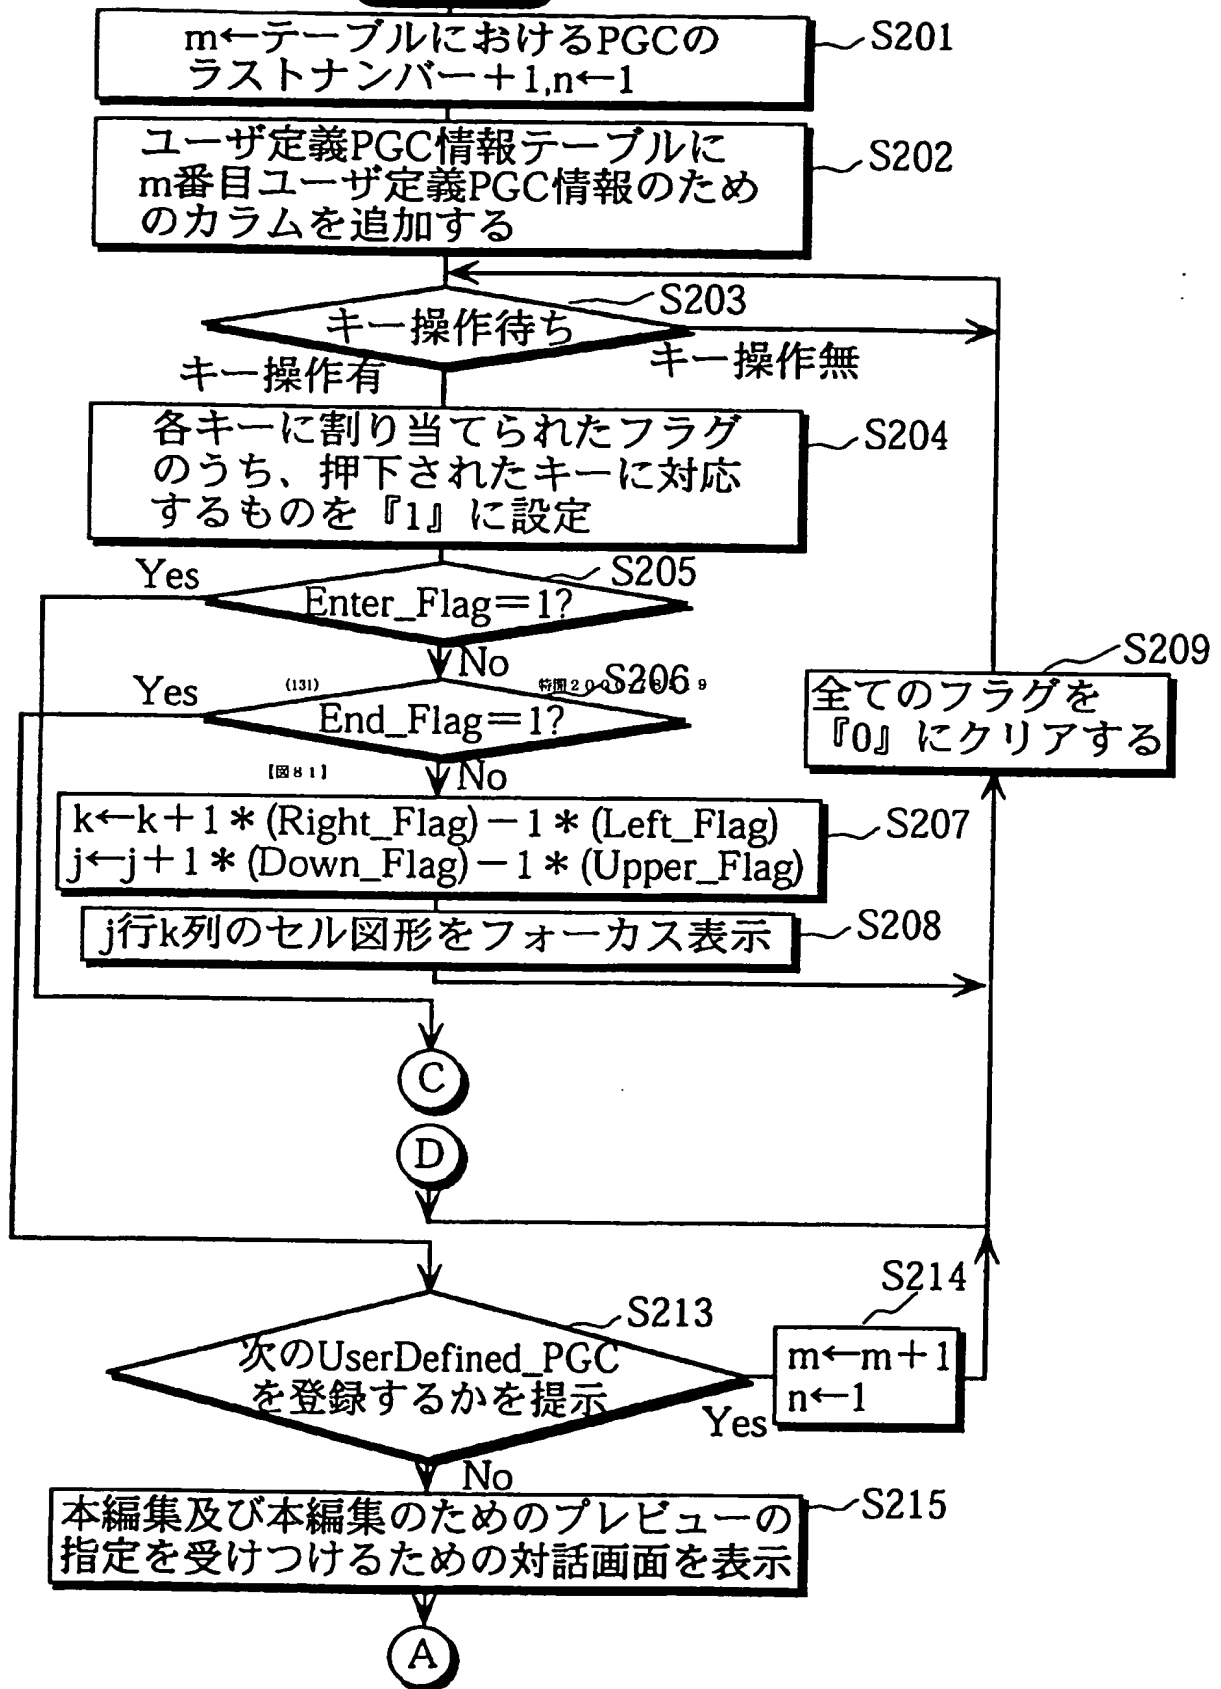 m←テーブルにおけるPGCの
ラストナンバー＋1,n←1
S201
ユーザ定義PGC情報テーブルに
m番目ユーザ定義PGC情報のため
のカラムを追加する
S202
S203
キー操作待ち
キー操作有
キー操作無
各キーに割り当てられたフラグ
のうち、押下されたキーに対応
するものを『1』に設定
S204
Yes
S205
Enter_Flag＝1?
No
S209
全てのフラグを
『0』にクリアする
Yes
(131)
S206
End_Flag＝1?
【図81】
No
k←k＋1＊(Right_Flag)－1＊(Left_Flag)
j←j＋1＊(Down_Flag)－1＊(Upper_Flag)
S207
j行k列のセル図形をフォーカス表示
S208
C
D
S214
m←m＋1
n←1
S213
次のUserDefined_PGC
を登録するかを提示
Yes
No
本編集及び本編集のためのプレビューの
指定を受けつけるための対話画面を表示
S215
A